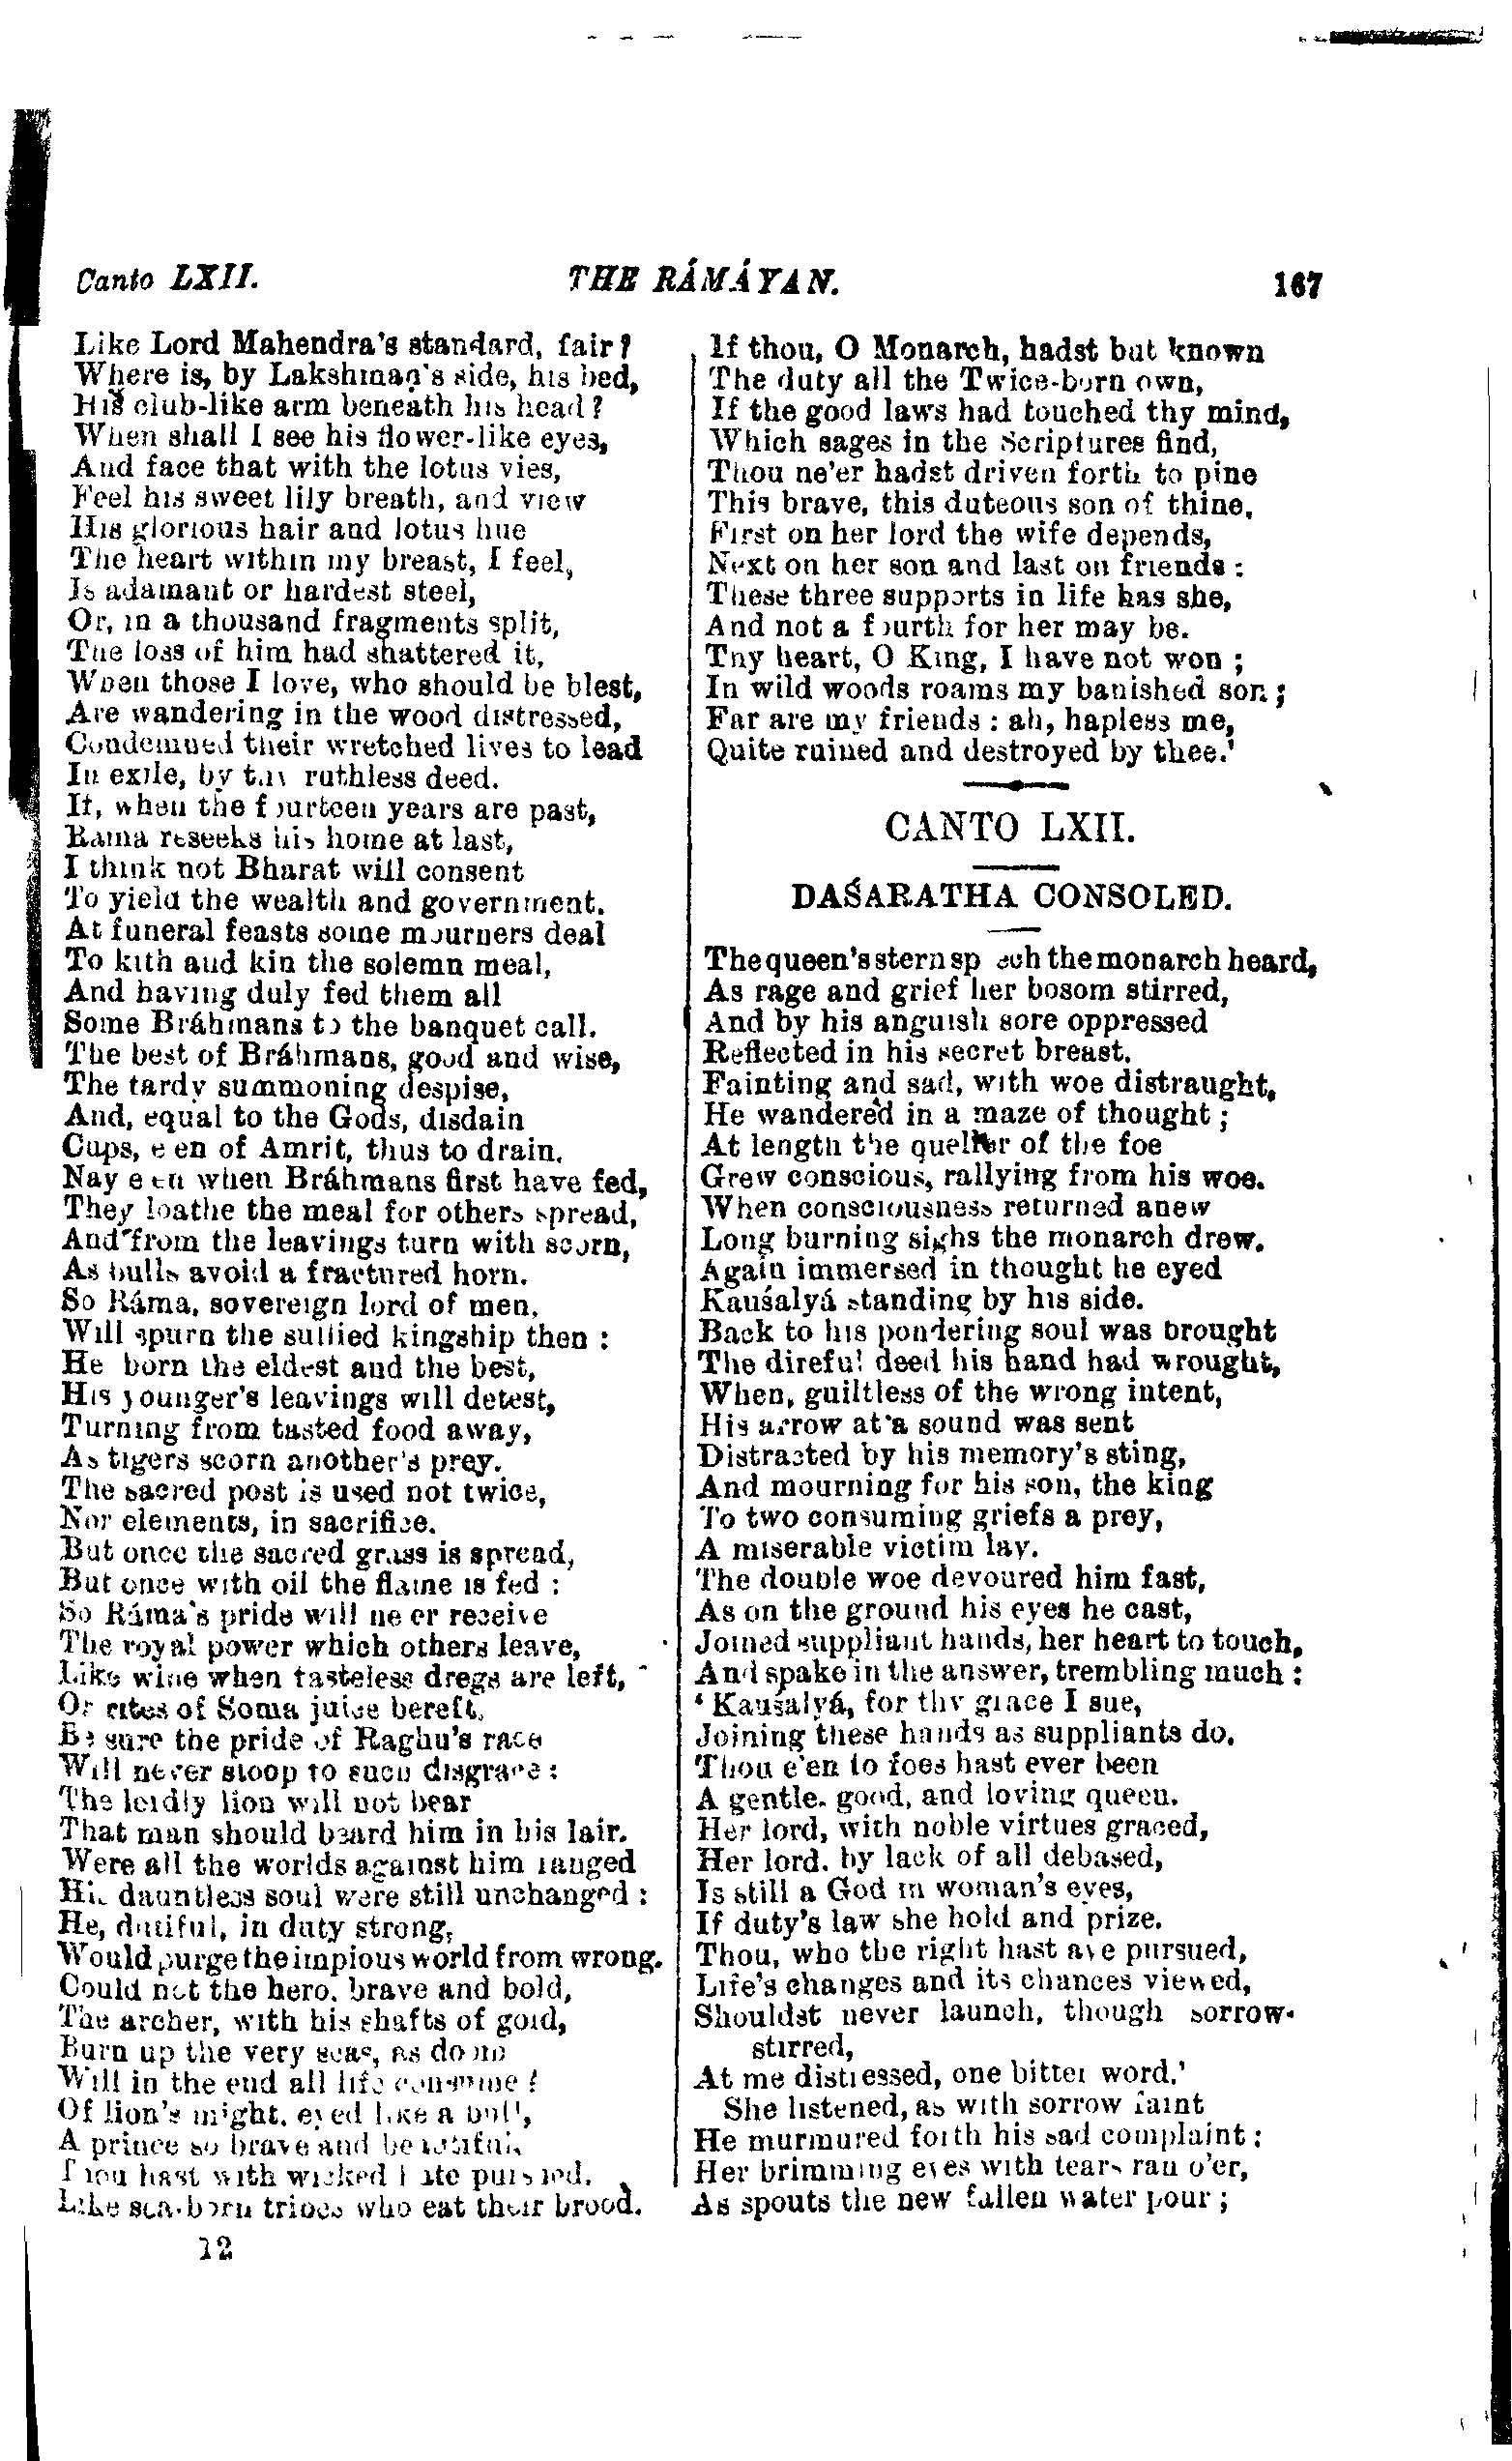 Canto LXII.
THE RÁMÁYAN.
167
Like Lord Mahendra's standard, fair?
Where is, by Lakshmaṇ's side, his bed,
His club-like arm beneath his head?
When shall I see his flower-like eyes,
And face that with the lotus vies,
Feel his sweet lily breath, and view
His glorious hair and lotus hue
The heart within my breast, I feel,
Is adamant or hardest steel,
Or, in a thousand fragments split,
The loss of him had shattered it,
When those I love, who should be blest,
Are wandering in the wood distressed,
Condemned their wretched lives to lead
In exile, by thy ruthless deed.
If, when the fourteen years are past,
Rama reseeks his home at last,
I think not Bharat will consent
To yield the wealth and government.
At funeral feasts some mourners deal
To kith and kin the solemn meal,
And having duly fed them all
Some Bráhmans to the banquet call.
The best of Bráhmans, good and wise,
The tardy summoning despise,
And, equal to the Gods, disdain
Cups, e en of Amrit, thus to drain.
Nay e en when Bráhmans first have fed,
They loathe the meal for others spread,
And from the leavings turn with scorn,
As bulls avoid a fractured horn.
So Ráma, sovereign lord of men,
Will spurn the sullied kingship then :
He born the eldest and the best,
His younger's leavings will detest,
Turning from tasted food away,
As tigers scorn another's prey.
The sacred post is used not twice,
Nor elements, in sacrifice.
But once the sacred grass is spread,
But once with oil the flame is fed :
So Ráma's pride will ne er receive
The royal power which others leave,
Like wine when tasteless dregs are left,
Or rites of Soma juice bereft.
Be sure the pride of Raghu's race
Will never stoop to such disgrace :
The lordly lion will not bear
That man should beard him in his lair.
Were all the worlds against him ranged
His dauntless soul were still unchanged :
He, dutiful, in duty strong,
Would purge the impious world from wrong.
Could not the hero, brave and bold,
The archer, with his shafts of gold,
Burn up the very seas, as doom
Will in the end all life consume?
Of lion's might, eyed like a bull,
A prince so brave and beautiful,
Thou hast with wicked hate pursued,
Like sea-born tribes who eat their brood.
12
If thou, O Monarch, hadst but known
The duty all the Twice-born own,
If the good laws had touched thy mind,
Which sages in the Scriptures find,
Thou ne'er hadst driven forth to pine
This brave, this duteous son of thine.
First on her lord the wife depends,
Next on her son and last on friends :
These three supports in life has she,
And not a fourth for her may be.
Thy heart, O King, I have not won ;
In wild woods roams my banished son ;
Far are my friends : ah, hapless me,
Quite ruined and destroyed by thee.'
CANTO LXII.
DAŚARATHA CONSOLED.
The queen's stern speech the monarch heard,
As rage and grief her bosom stirred,
And by his anguish sore oppressed
Reflected in his secret breast.
Fainting and sad, with woe distraught,
He wandered in a maze of thought ;
At length the queller of the foe
Grew conscious, rallying from his woe.
When consciousness returned anew
Long burning sighs the monarch drew.
Again immersed in thought he eyed
Kauśalyá standing by his side.
Back to his pondering soul was brought
The direful deed his hand had wrought,
When, guiltless of the wrong intent,
His arrow at a sound was sent
Distracted by his memory's sting,
And mourning for his son, the king
To two consuming griefs a prey,
A miserable victim lay.
The double woe devoured him fast,
As on the ground his eyes he cast,
Joined suppliant hands, her heart to touch,
And spake in the answer, trembling much :
'Kauśalyá, for thy grace I sue,
Joining these hands as suppliants do.
Thou e'en to foes hast ever been
A gentle, good, and loving queen.
Her lord, with noble virtues graced,
Her lord, by lack of all debased,
Is still a God in woman's eyes,
If duty's law she hold and prize.
Thou, who the right hast aye pursued,
Life's changes and its chances viewed,
Shouldst never launch, though sorrow-
stirred,
At me distressed, one bitter word.'
She listened, as with sorrow faint
He murmured forth his sad complaint :
Her brimming eyes with tears ran o'er,
As spouts the new fallen water pour ;